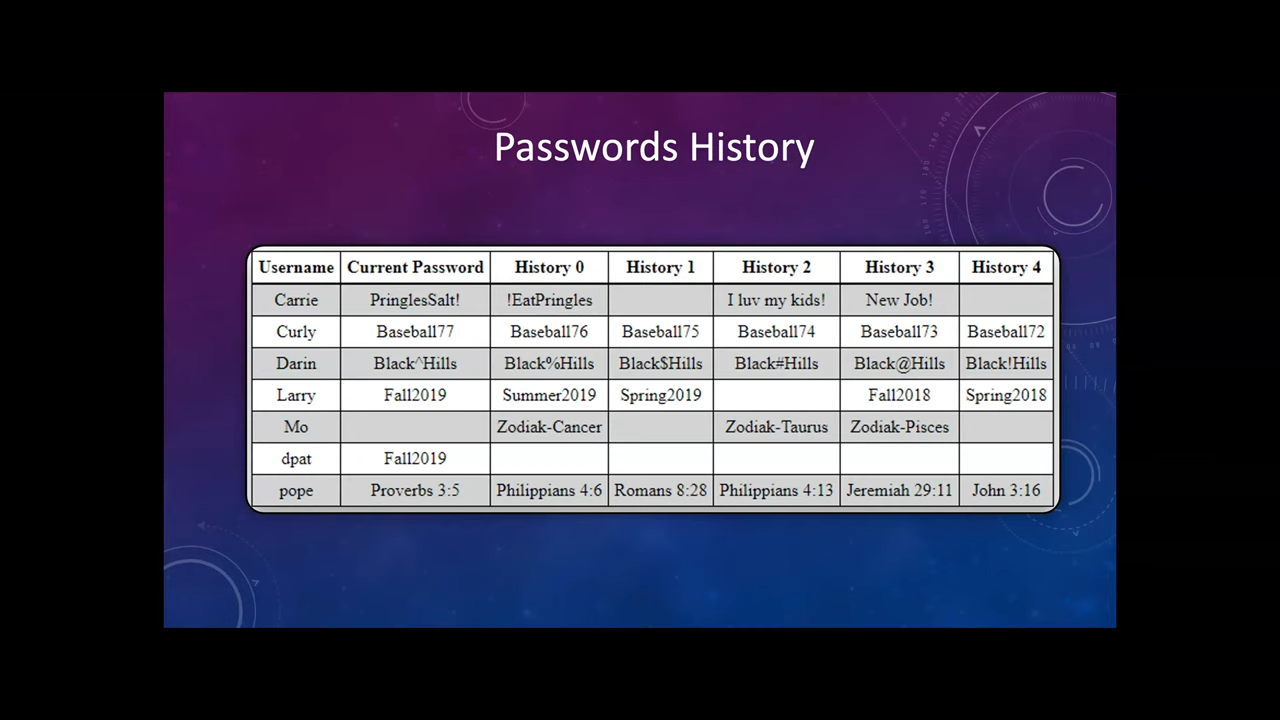 Passwords History
Username Current Password History 0 History 1 History 2 History 3 History 4
Carrie PringlesSalt! !EatPringles I luv my kids! New Job!
Curly Baseball77 Baseball76 Baseball75 Baseball74 Baseball73 Baseball72
Darin Black^Hills Black%Hills Black$Hills Black#Hills Black@Hills Black!Hills
Larry Fall2019 Summer2019 Spring2019 Fall2018 Spring2018
Mo Zodiak-Cancer Zodiak-Taurus Zodiak-Pisces
dpat Fall2019
pope Proverbs 3:5 Philippians 4:6 Romans 8:28 Philippians 4:13 Jeremiah 29:11 John 3:16